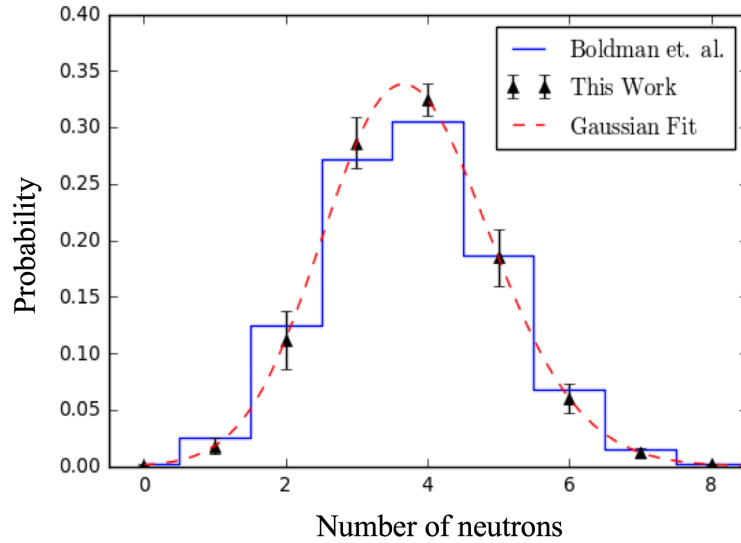 0.40
0.35
0.30
0.25
0.20
0.15
0.10
0.05
0.00
Probability
Boldman et. al.
This Work
Gaussian Fit
0 2 4 6 8
Number of neutrons